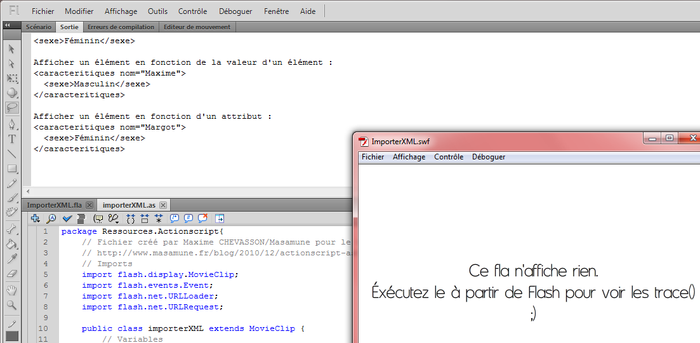 Fl Fichier Modifier Affichage Outils Contrôle Déboguer Fenêtre Aide
Scénario Sortie Erreurs de compilation Editeur de mouvement
<sexe>Féminin</sexe>
Afficher un élément en fonction de la valeur d'un élément :
<caracteritiques nom="Maxime">
<sexe>Masculin</sexe>
</caracteritiques>
Afficher un élément en fonction d'un attribut :
<caracteritiques nom="Margot">
<sexe>Féminin</sexe>
</caracteritiques>
ImporterXML.swf
Fichier Affichage Contrôle Déboguer
Ce fla n'affiche rien.
Éxécutez le à partir de Flash pour voir les trace()
;)
ImporterXML.fla importerXML.as
1 package Ressources.Actionscript{
2 // Fichier créé par Maxime CHEVASSON/Masamune pour le
3 // http://www.masamune.fr/blog/2010/12/actionscript-a
4 // Imports
5 import flash.display.MovieClip;
6 import flash.events.Event;
7 import flash.net.URLLoader;
8 import flash.net.URLRequest;
9
10 public class importerXML extends MovieClip {
11 // Variables